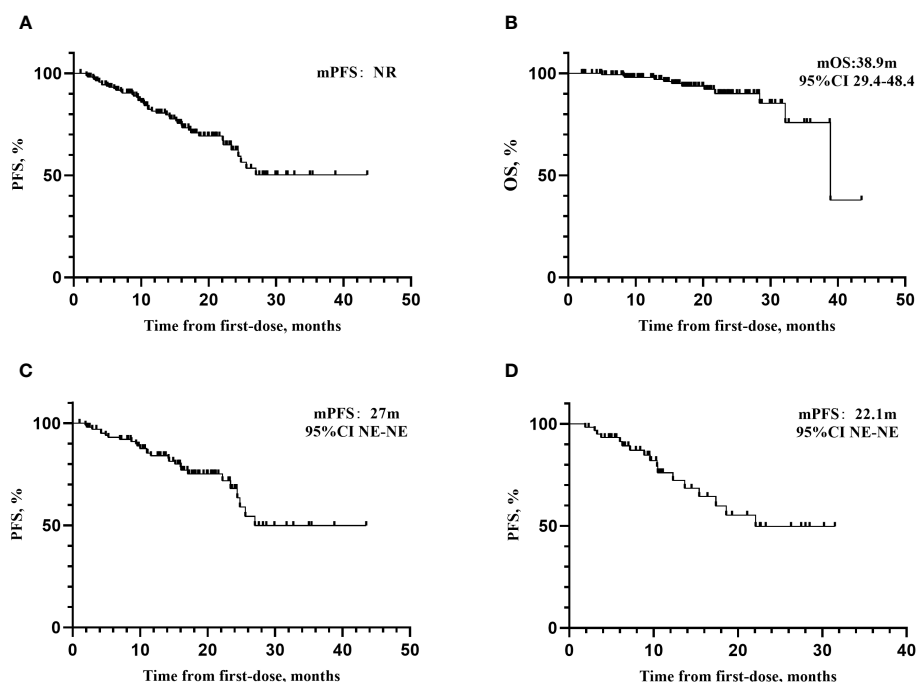 A
mPFS： NR
PFS, %
100
50
0
0 10 20 30 40 50
Time from first-dose, months
B
mOS:38.9m
95%CI 29.4-48.4
OS, %
100
50
0
0 10 20 30 40 50
Time from first-dose, months
C
mPFS： 27m
95%CI NE-NE
PFS, %
100
50
0
0 10 20 30 40 50
Time from first-dose, months
D
mPFS： 22.1m
95%CI NE-NE
PFS, %
100
50
0
0 10 20 30 40
Time from first-dose, months